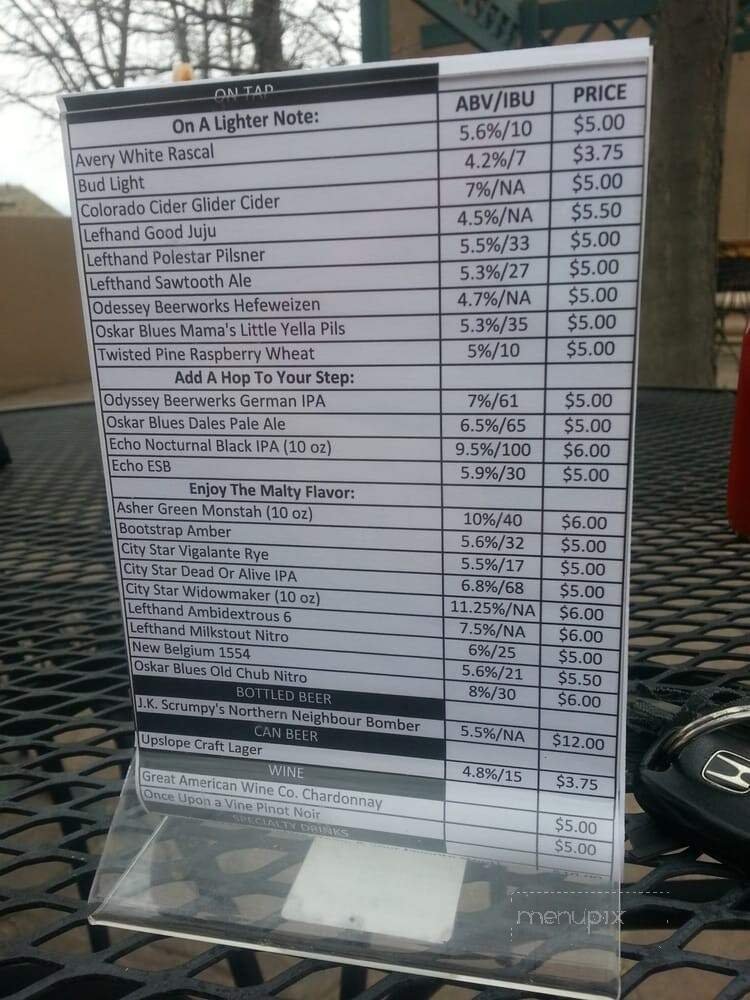 ON TAP ABV/IBU PRICE
On A Lighter Note:
Avery White Rascal 5.6%/10 $5.00
Bud Light 4.2%/7 $3.75
Colorado Cider Glider Cider 7%/NA $5.00
Lefhand Good Juju 4.5%/NA $5.50
Lefthand Polestar Pilsner 5.5%/33 $5.00
Lefthand Sawtooth Ale 5.3%/27 $5.00
Odessey Beerworks Hefeweizen 4.7%/NA $5.00
Oskar Blues Mama's Little Yella Pils 5.3%/35 $5.00
Twisted Pine Raspberry Wheat 5%/10 $5.00
Add A Hop To Your Step:
Odyssey Beerwerks German IPA 7%/61 $5.00
Oskar Blues Dales Pale Ale 6.5%/65 $5.00
Echo Nocturnal Black IPA (10 oz) 9.5%/100 $6.00
Echo ESB 5.9%/30 $5.00
Enjoy The Malty Flavor:
Asher Green Monstah (10 oz) 10%/40 $6.00
Bootstrap Amber 5.6%/32 $5.00
City Star Vigalante Rye 5.5%/17 $5.00
City Star Dead Or Alive IPA 6.8%/68 $5.00
City Star Widowmaker (10 oz) 11.25%/NA $6.00
Lefthand Ambidextrous 6 7.5%/NA $6.00
Lefthand Milkstout Nitro 6%/25 $5.00
New Belgium 1554 5.6%/21 $5.50
Oskar Blues Old Chub Nitro 8%/30 $6.00
BOTTLED BEER
J.K. Scrumpy's Northern Neighbour Bomber 5.5%/NA $12.00
CAN BEER
Upslope Craft Lager 4.8%/15 $3.75
WINE
Great American Wine Co. Chardonnay $5.00
Once Upon a Vine Pinot Noir $5.00
SPECIALTY DRINKS
menupix